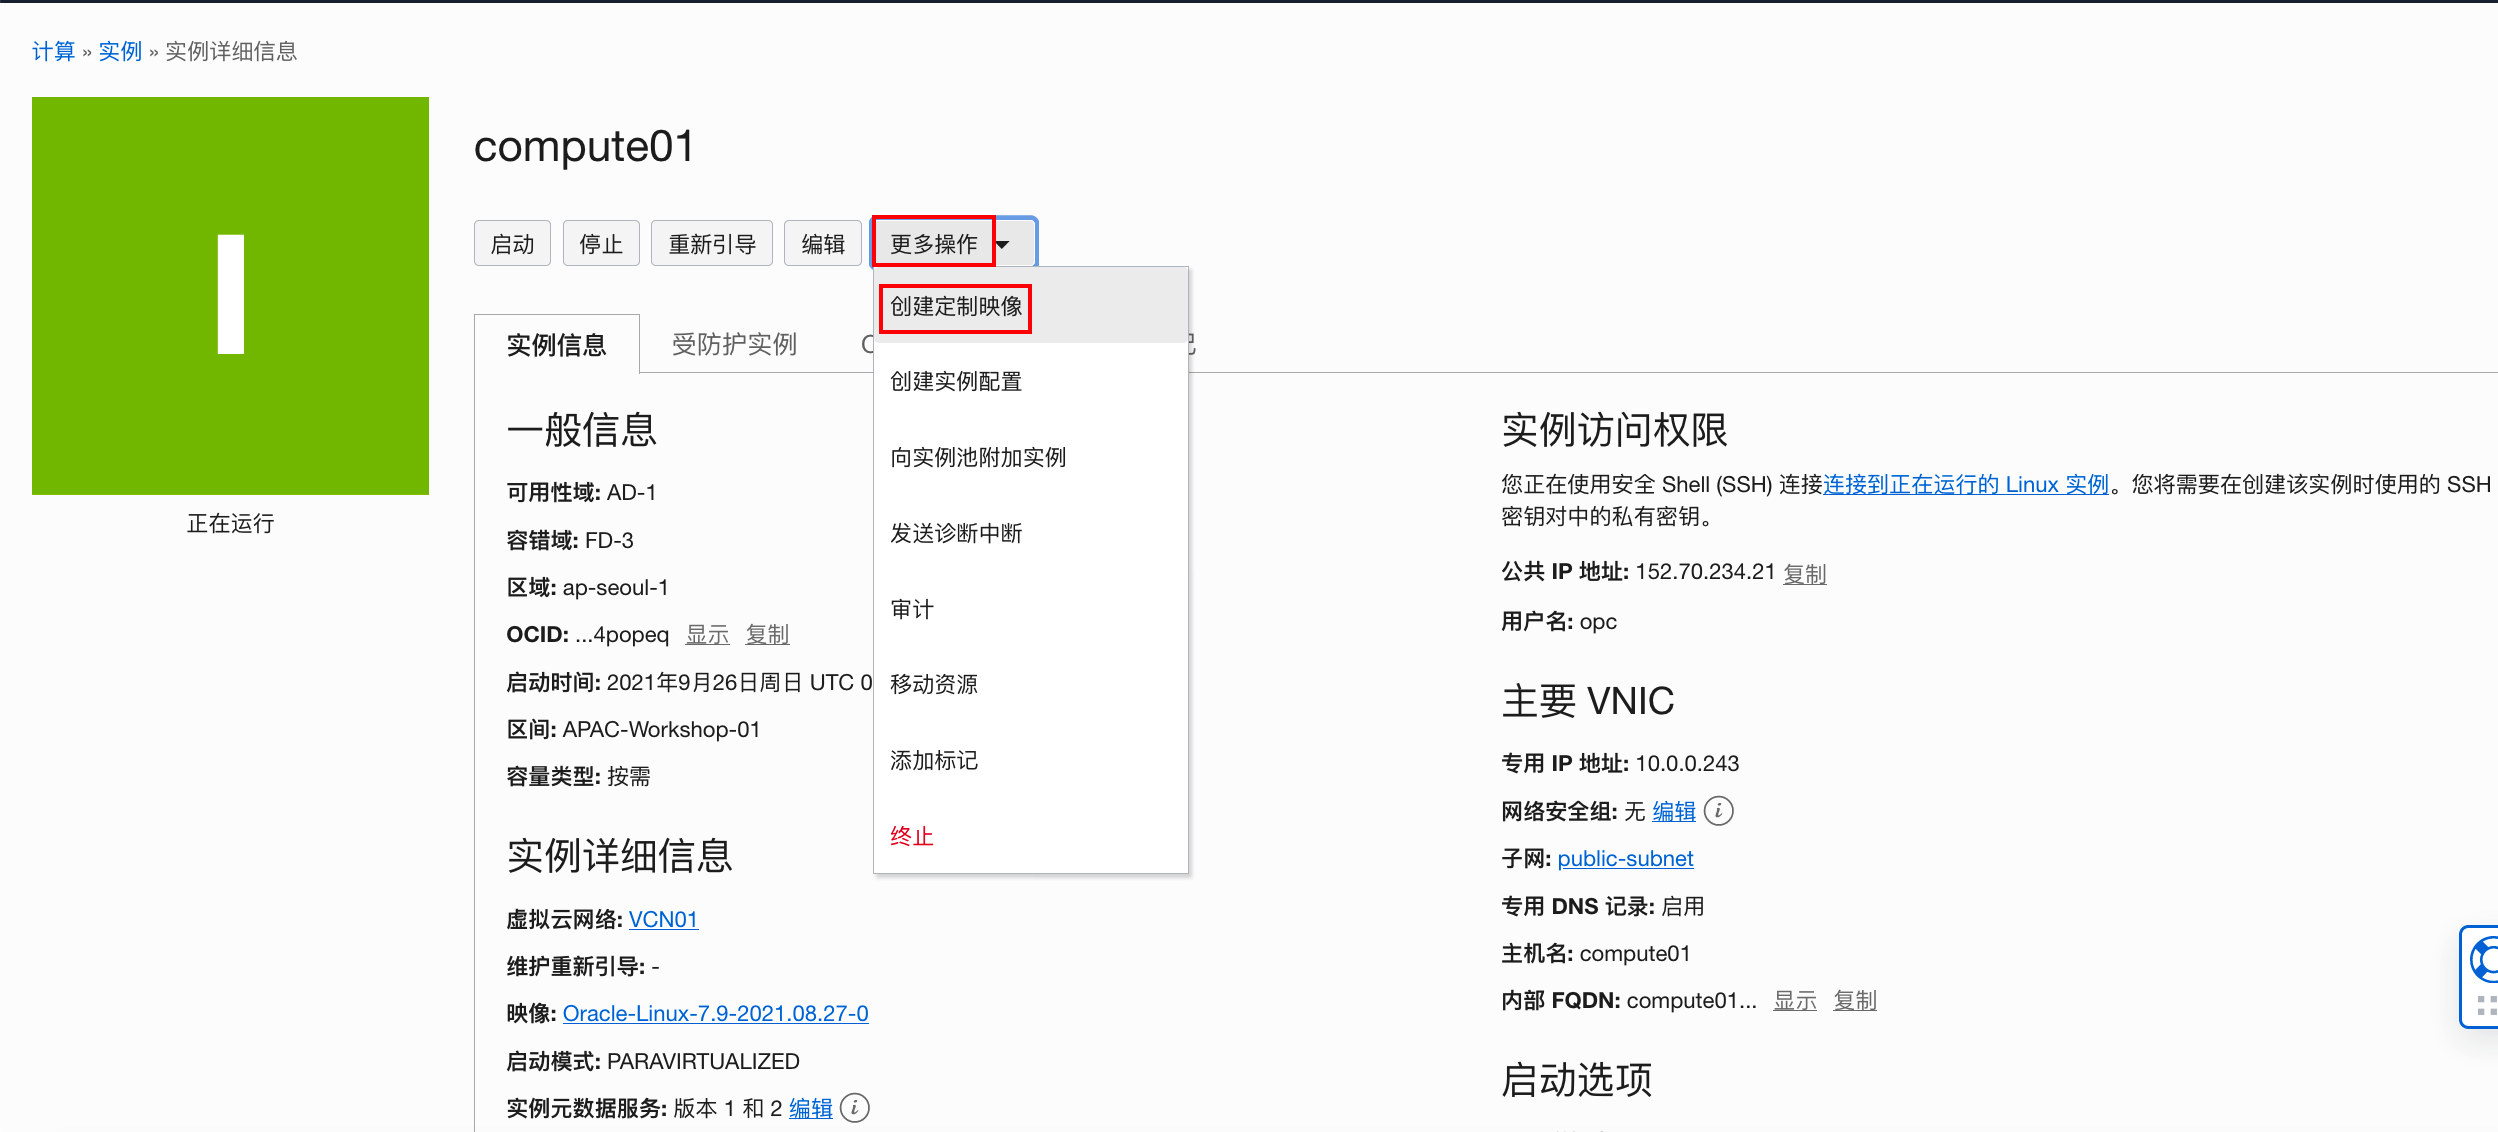 计算 » 实例 » 实例详细信息
I
正在运行
compute01
启动 停止 重新引导 编辑 更多操作
创建定制映像
创建实例配置
向实例池附加实例
发送诊断中断
审计
移动资源
添加标记
终止
实例信息 受防护实例
一般信息
可用性域: AD-1
容错域: FD-3
区域: ap-seoul-1
OCID: ...4popeq 显示 复制
启动时间: 2021年9月26日周日 UTC 0
区间: APAC-Workshop-01
容量类型: 按需
实例详细信息
虚拟云网络: VCN01
维护重新引导: -
映像: Oracle-Linux-7.9-2021.08.27-0
启动模式: PARAVIRTUALIZED
实例元数据服务: 版本 1 和 2 编辑
实例访问权限
您正在使用安全 Shell (SSH) 连接连接到正在运行的 Linux 实例。您将需要在创建该实例时使用的 SSH
密钥对中的私有密钥。
公共 IP 地址: 152.70.234.21 复制
用户名: opc
主要 VNIC
专用 IP 地址: 10.0.0.243
网络安全组: 无 编辑
子网: public-subnet
专用 DNS 记录: 启用
主机名: compute01
内部 FQDN: compute01... 显示 复制
启动选项